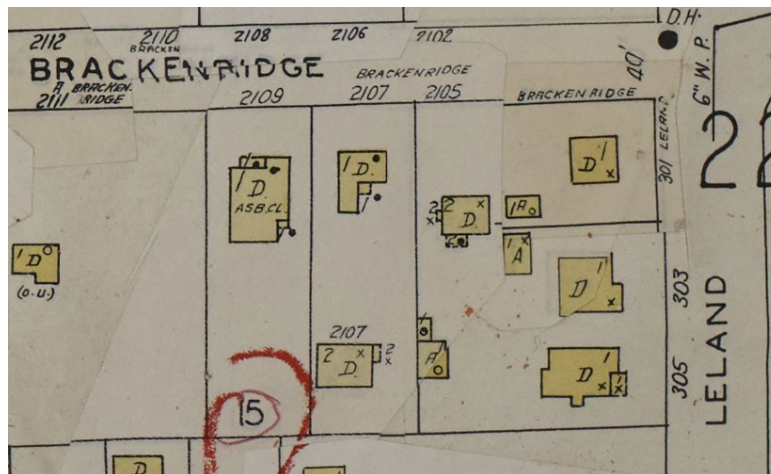 D.H.
2112 2110 2108 2106 2102
BRACKEN
BRACKENRIDGE
BRACKENRIDGE
40'
6" W. P.
A BRACKEN-
RIDGE
2111 2109 2107 2105
BRACKENRIDGE
301 LELAND
22
1 D.
ASB.CL.
1 D.
1
D 1
x
2 2 x
D.
x
1A
1 x
A
1 D
(o.u.)
D 1
x
303
LELAND
2107
2 x 2
D. x
1
A
D 1
x
1
x
305
15
D